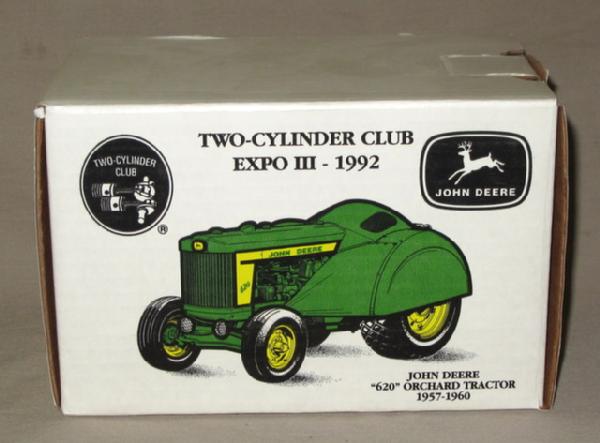 TWO-CYLINDER CLUB
EXPO III - 1992
TWO-CYLINDER
CLUB
®
JOHN DEERE
JOHN DEERE
620
JOHN DEERE
"620" ORCHARD TRACTOR
1957-1960